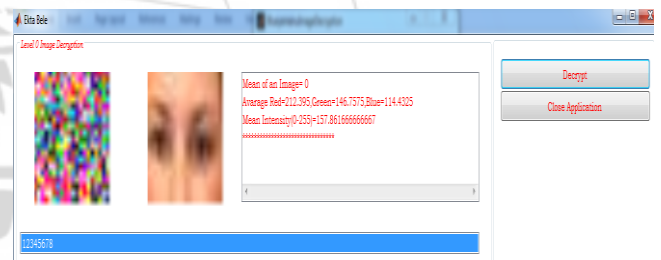 Ekta Bele
Level 0 Image Decryption
Mean of an Image= 0
Avarage Red=212.395,Green=146.7575,Blue=114.4325
Mean Intensity(0-255)=157.861666666667
Decrypt
Close Application
12345678